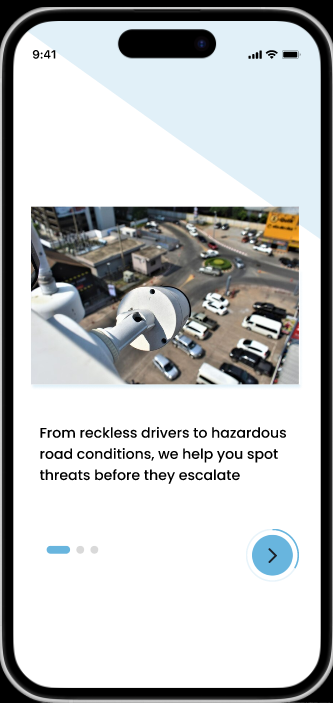 9:41
From reckless drivers to hazardous
road conditions, we help you spot
threats before they escalate